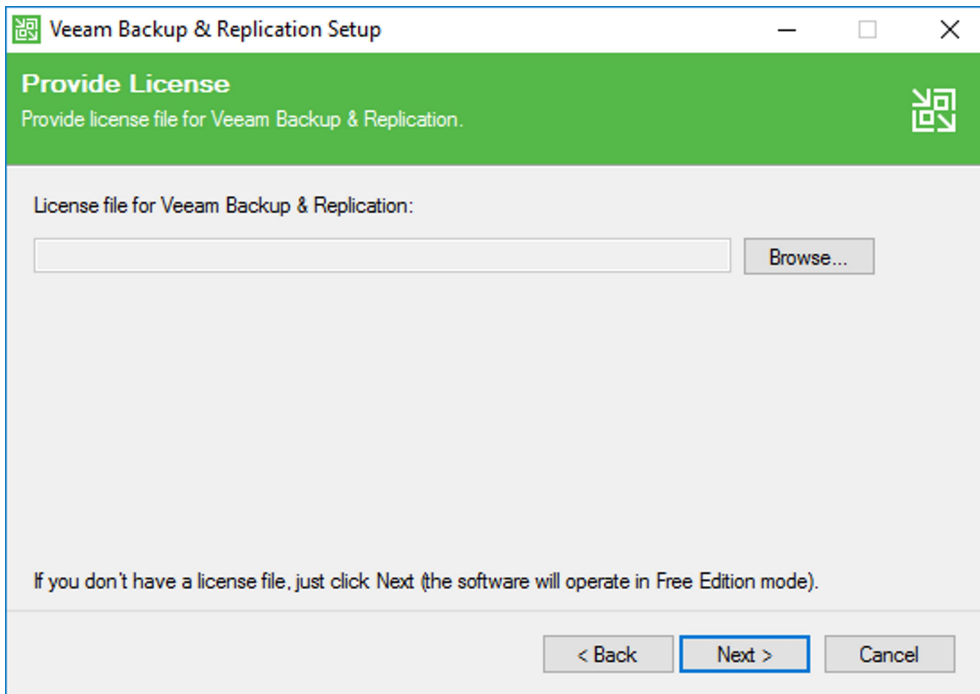 Veeam Backup & Replication Setup
Provide License
Provide license file for Veeam Backup & Replication.
License file for Veeam Backup & Replication:
Browse...
If you don't have a license file, just click Next (the software will operate in Free Edition mode).
< Back Next > Cancel